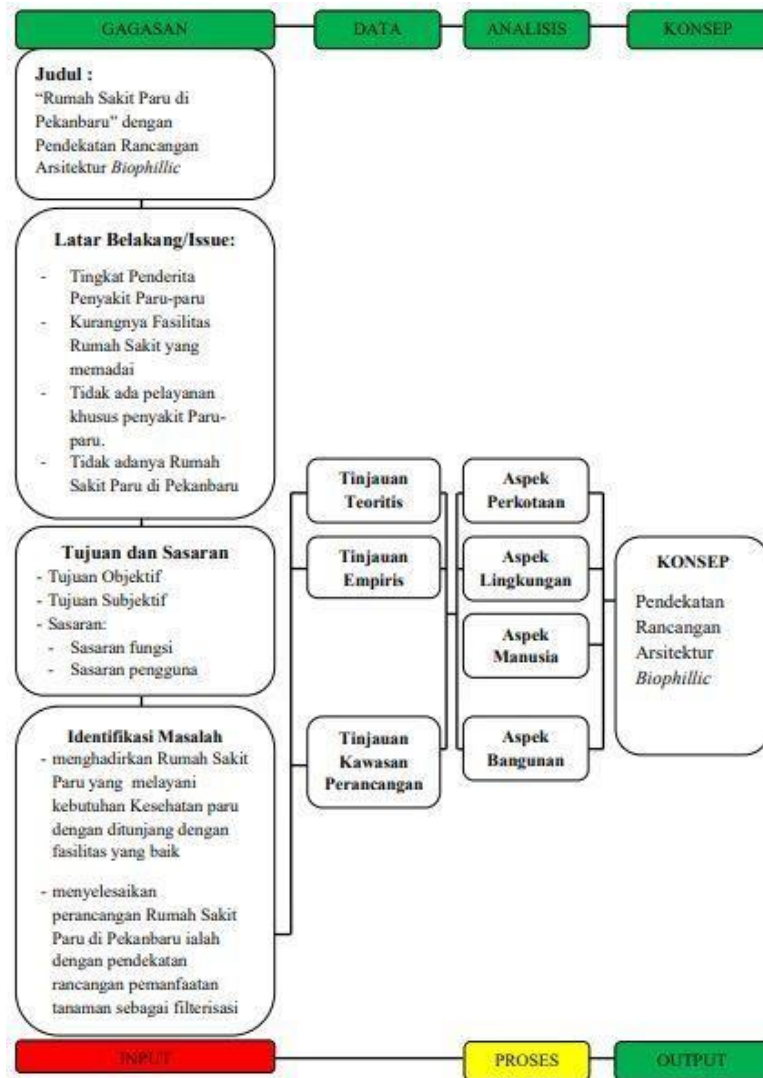 GAGASAN
DATA
ANALISIS
KONSEP
Judul :
“Rumah Sakit Paru di
Pekanbaru” dengan
Pendekatan Rancangan
Arsitektur Biophillic
Latar Belakang/Issue:
- Tingkat Penderita
Penyakit Paru-paru
- Kurangnya Fasilitas
Rumah Sakit yang
memadai
- Tidak ada pelayanan
khusus penyakit Paru-
paru.
- Tidak adanya Rumah
Sakit Paru di Pekanbaru
Tujuan dan Sasaran
- Tujuan Objektif
- Tujuan Subjektif
- Sasaran:
- Sasaran fungsi
- Sasaran pengguna
Identifikasi Masalah
- menghadirkan Rumah Sakit
Paru yang melayani
kebutuhan Kesehatan paru
dengan ditunjang dengan
fasilitas yang baik
- menyelesaikan
perancangan Rumah Sakit
Paru di Pekanbaru ialah
dengan pendekatan
rancangan pemanfaatan
tanaman sebagai filterisasi
Tinjauan
Teoritis
Tinjauan
Empiris
Tinjauan
Kawasan
Perancangan
Aspek
Perkotaan
Aspek
Lingkungan
Aspek
Manusia
Aspek
Bangunan
KONSEP
Pendekatan
Rancangan
Arsitektur
Biophillic
INPUT
PROSES
OUTPUT